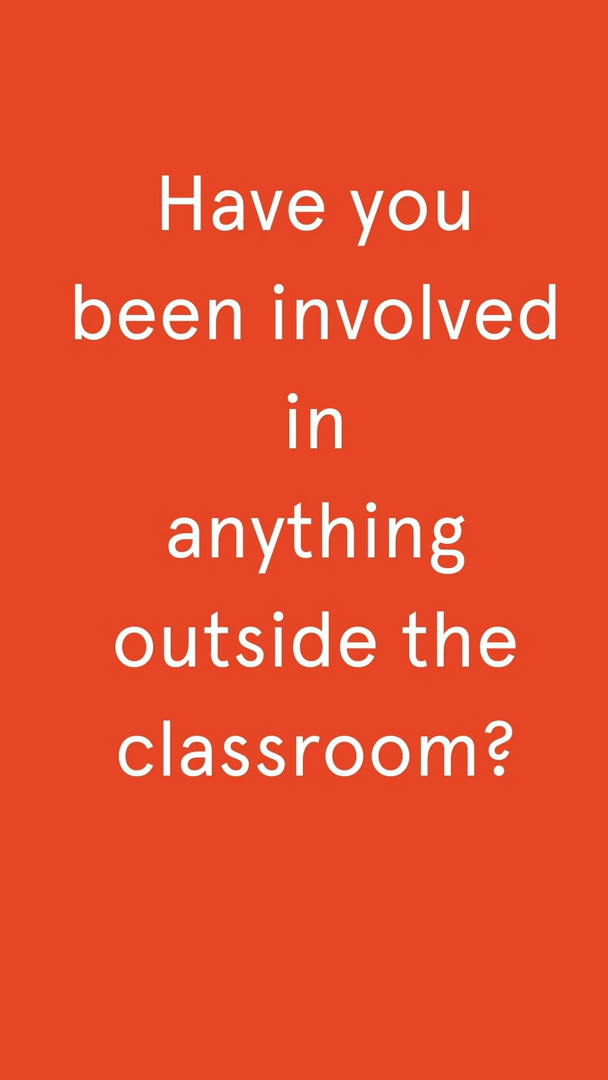 Have you
been involved
in
anything
outside the
classroom?